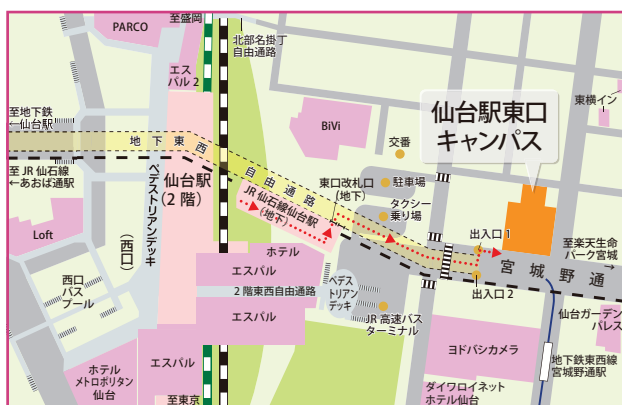 PARCO
至盛岡
エス
パル2
北部名掛丁
自由通路
東横イン
仙台駅東口
キャンパス
BiVi
交番
至地下鉄
←仙台駅
地下東西
自由通路
駐車場
東口改札口
(地下)
タクシー
乗り場
至JR仙石線
←あおば通駅
ペデストリアンデッキ
(西口)
仙台駅
(2階)
JR仙石線仙台駅
(地下)
出入口1
至楽天生命
パーク宮城
→
宮城野通
Loft
ホテル
エスパル
2階東西自由通路
エスパル
ペデ
ストリ
アン
デッキ
出入口2
西口
バス
プール
JR高速バス
ターミナル
仙台ガーデン
パレス
ヨドバシカメラ
地下鉄東西線
宮城野通駅
ホテル
メトロポリタン
仙台
エスパル
至東京
ダイワロイネット
ホテル仙台